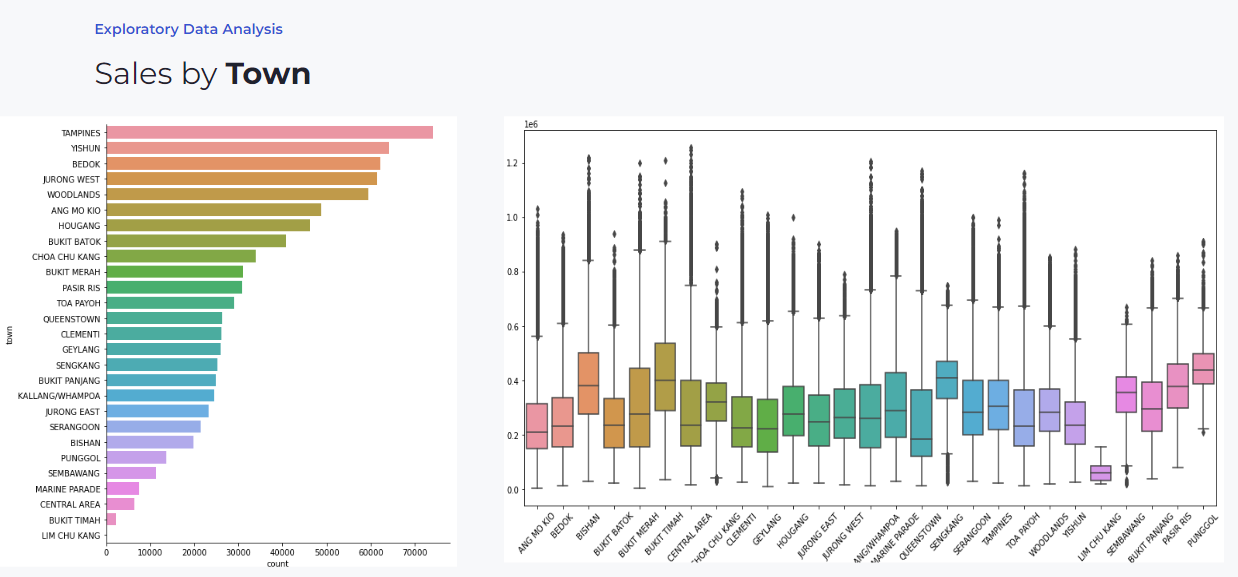 Exploratory Data Analysis
Sales by Town
TAMPINES
YISHUN
BEDOK
JURONG WEST
WOODLANDS
ANG MO KIO
HOUGANG
BUKIT BATOK
CHOA CHU KANG
BUKIT MERAH
PASIR RIS
TOA PAYOH
QUEENSTOWN
CLEMENTI
GEYLANG
SENGKANG
BUKIT PANJANG
KALLANG/WHAMPOA
JURONG EAST
SERANGOON
BISHAN
PUNGGOL
SEMBAWANG
MARINE PARADE
CENTRAL AREA
BUKIT TIMAH
LIM CHU KANG
town
0 10000 20000 30000 40000 50000 60000 70000
count
1e6
1.2
1.0
0.8
0.6
0.4
0.2
0.0
ANG MO KIO
BEDOK
BISHAN
BUKIT BATOK
BUKIT MERAH
BUKIT TIMAH
CENTRAL AREA
HOA CHU KANG
CLEMENTI
GEYLANG
HOUGANG
JURONG EAST
JURONG WEST
ANG/WHAMPOA
MARINE PARADE
QUEENSTOWN
SENGKANG
SERANGOON
TAMPINES
TOA PAYOH
WOODLANDS
YISHUN
LIM CHU KANG
SEMBAWANG
BUKIT PANJANG
PASIR RIS
PUNGGOL